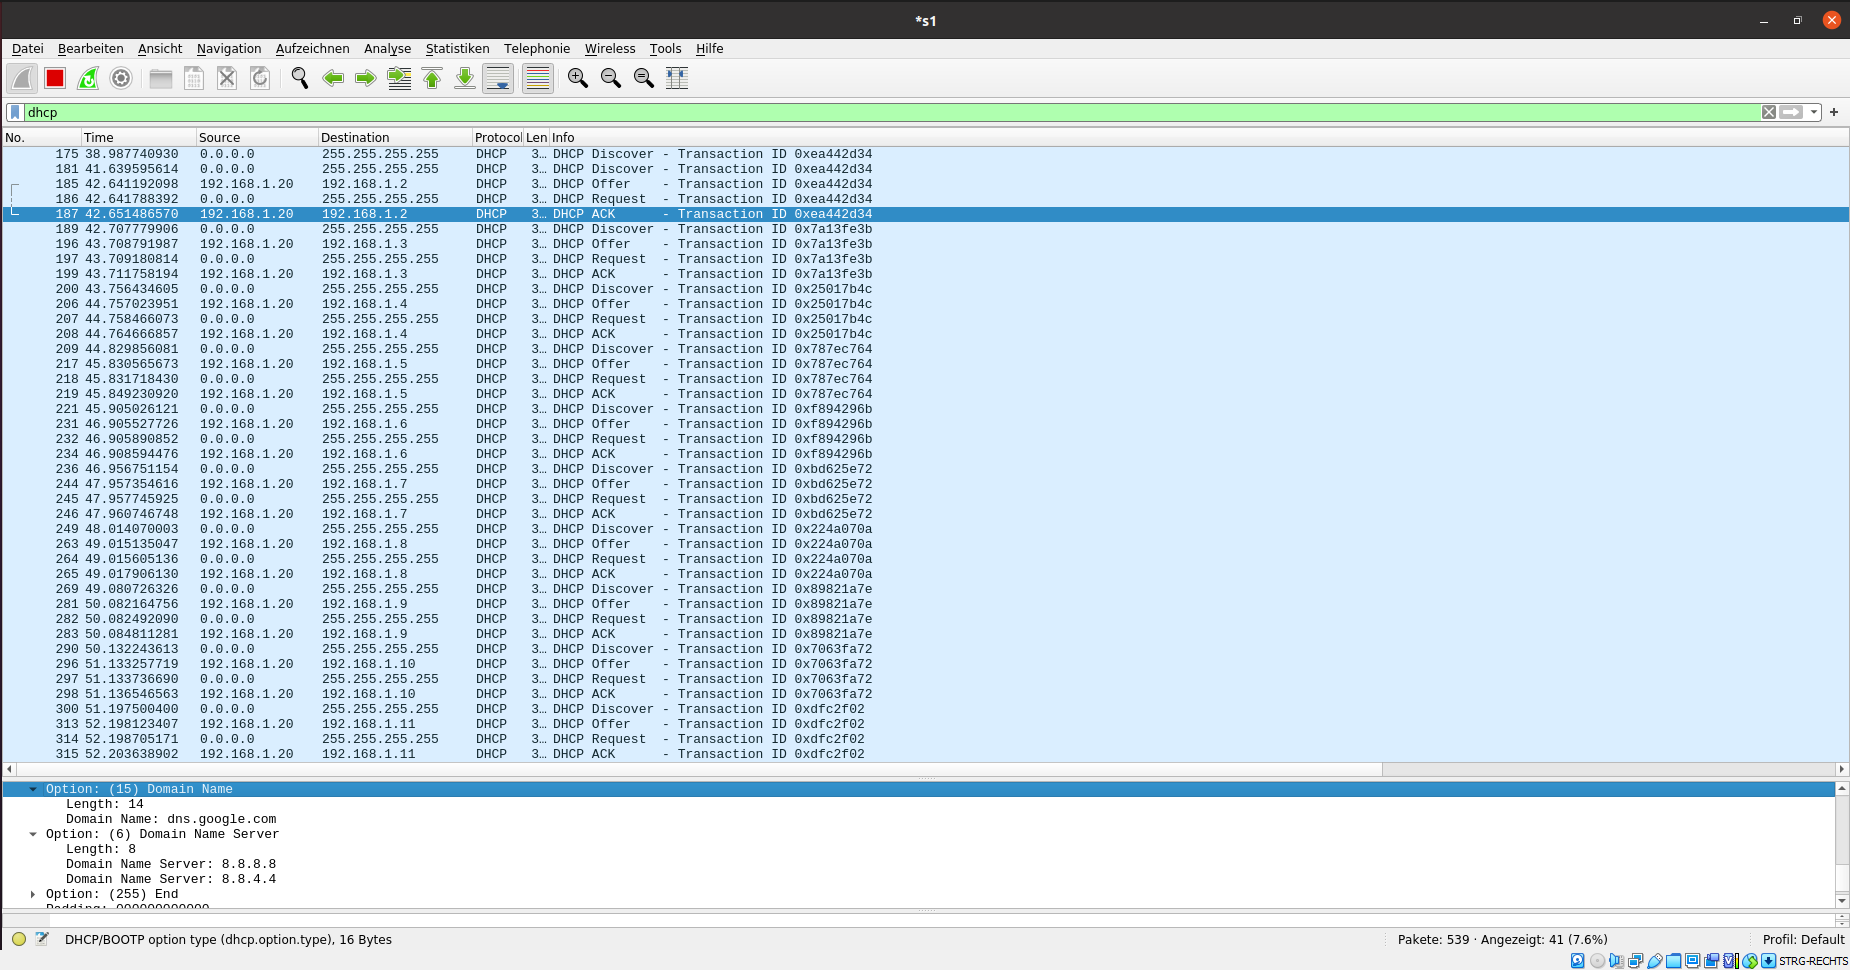 *s1
Datei Bearbeiten Ansicht Navigation Aufzeichnen Analyse Statistiken Telephonie Wireless Tools Hilfe
dhcp
No. Time Source Destination Protocol Len Info
175 38.987740930 0.0.0.0 255.255.255.255 DHCP 3… DHCP Discover - Transaction ID 0xea442d34
181 41.639595614 0.0.0.0 255.255.255.255 DHCP 3… DHCP Discover - Transaction ID 0xea442d34
185 42.641192098 192.168.1.20 192.168.1.2 DHCP 3… DHCP Offer - Transaction ID 0xea442d34
186 42.641788392 0.0.0.0 255.255.255.255 DHCP 3… DHCP Request - Transaction ID 0xea442d34
187 42.651486570 192.168.1.20 192.168.1.2 DHCP 3… DHCP ACK - Transaction ID 0xea442d34
189 42.707779906 0.0.0.0 255.255.255.255 DHCP 3… DHCP Discover - Transaction ID 0x7a13fe3b
196 43.708791987 192.168.1.20 192.168.1.3 DHCP 3… DHCP Offer - Transaction ID 0x7a13fe3b
197 43.709180814 0.0.0.0 255.255.255.255 DHCP 3… DHCP Request - Transaction ID 0x7a13fe3b
199 43.711758194 192.168.1.20 192.168.1.3 DHCP 3… DHCP ACK - Transaction ID 0x7a13fe3b
200 43.756434605 0.0.0.0 255.255.255.255 DHCP 3… DHCP Discover - Transaction ID 0x25017b4c
206 44.757023951 192.168.1.20 192.168.1.4 DHCP 3… DHCP Offer - Transaction ID 0x25017b4c
207 44.758466073 0.0.0.0 255.255.255.255 DHCP 3… DHCP Request - Transaction ID 0x25017b4c
208 44.764666857 192.168.1.20 192.168.1.4 DHCP 3… DHCP ACK - Transaction ID 0x25017b4c
209 44.829856081 0.0.0.0 255.255.255.255 DHCP 3… DHCP Discover - Transaction ID 0x787ec764
217 45.830565673 192.168.1.20 192.168.1.5 DHCP 3… DHCP Offer - Transaction ID 0x787ec764
218 45.831718430 0.0.0.0 255.255.255.255 DHCP 3… DHCP Request - Transaction ID 0x787ec764
219 45.849230920 192.168.1.20 192.168.1.5 DHCP 3… DHCP ACK - Transaction ID 0x787ec764
221 45.905026121 0.0.0.0 255.255.255.255 DHCP 3… DHCP Discover - Transaction ID 0xf894296b
231 46.905527726 192.168.1.20 192.168.1.6 DHCP 3… DHCP Offer - Transaction ID 0xf894296b
232 46.905890852 0.0.0.0 255.255.255.255 DHCP 3… DHCP Request - Transaction ID 0xf894296b
234 46.908594476 192.168.1.20 192.168.1.6 DHCP 3… DHCP ACK - Transaction ID 0xf894296b
236 46.956751154 0.0.0.0 255.255.255.255 DHCP 3… DHCP Discover - Transaction ID 0xbd625e72
244 47.957354616 192.168.1.20 192.168.1.7 DHCP 3… DHCP Offer - Transaction ID 0xbd625e72
245 47.957745925 0.0.0.0 255.255.255.255 DHCP 3… DHCP Request - Transaction ID 0xbd625e72
246 47.960746748 192.168.1.20 192.168.1.7 DHCP 3… DHCP ACK - Transaction ID 0xbd625e72
249 48.014070003 0.0.0.0 255.255.255.255 DHCP 3… DHCP Discover - Transaction ID 0x224a070a
263 49.015135047 192.168.1.20 192.168.1.8 DHCP 3… DHCP Offer - Transaction ID 0x224a070a
264 49.015605136 0.0.0.0 255.255.255.255 DHCP 3… DHCP Request - Transaction ID 0x224a070a
265 49.017906130 192.168.1.20 192.168.1.8 DHCP 3… DHCP ACK - Transaction ID 0x224a070a
269 49.080726326 0.0.0.0 255.255.255.255 DHCP 3… DHCP Discover - Transaction ID 0x89821a7e
281 50.082164756 192.168.1.20 192.168.1.9 DHCP 3… DHCP Offer - Transaction ID 0x89821a7e
282 50.082492090 0.0.0.0 255.255.255.255 DHCP 3… DHCP Request - Transaction ID 0x89821a7e
283 50.084811281 192.168.1.20 192.168.1.9 DHCP 3… DHCP ACK - Transaction ID 0x89821a7e
290 50.132243613 0.0.0.0 255.255.255.255 DHCP 3… DHCP Discover - Transaction ID 0x7063fa72
296 51.133257719 192.168.1.20 192.168.1.10 DHCP 3… DHCP Offer - Transaction ID 0x7063fa72
297 51.133736690 0.0.0.0 255.255.255.255 DHCP 3… DHCP Request - Transaction ID 0x7063fa72
298 51.136546563 192.168.1.20 192.168.1.10 DHCP 3… DHCP ACK - Transaction ID 0x7063fa72
300 51.197500400 0.0.0.0 255.255.255.255 DHCP 3… DHCP Discover - Transaction ID 0xdfc2f02
313 52.198123407 192.168.1.20 192.168.1.11 DHCP 3… DHCP Offer - Transaction ID 0xdfc2f02
314 52.198705171 0.0.0.0 255.255.255.255 DHCP 3… DHCP Request - Transaction ID 0xdfc2f02
315 52.203638902 192.168.1.20 192.168.1.11 DHCP 3… DHCP ACK - Transaction ID 0xdfc2f02
Option: (15) Domain Name
Length: 14
Domain Name: dns.google.com
Option: (6) Domain Name Server
Length: 8
Domain Name Server: 8.8.8.8
Domain Name Server: 8.8.4.4
Option: (255) End
Padding: 000000000000
DHCP/BOOTP option type (dhcp.option.type), 16 Bytes Pakete: 539 · Angezeigt: 41 (7.6%) Profil: Default
STRG-RECHTS